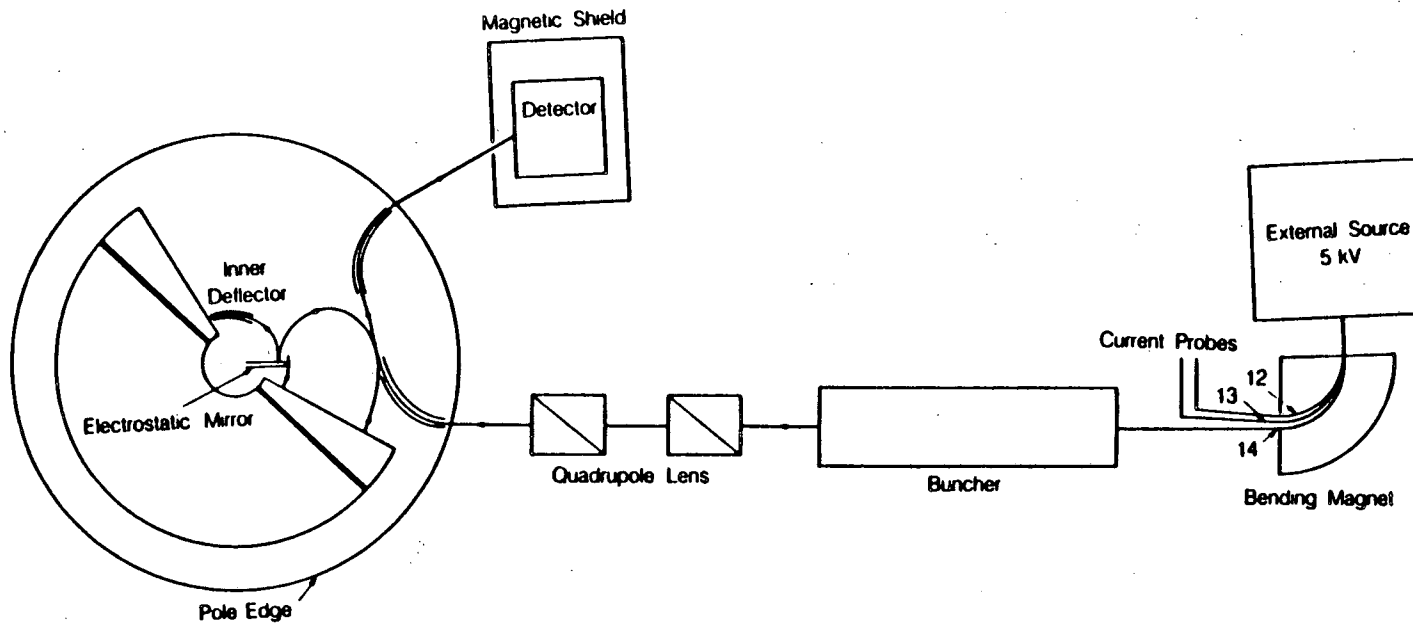 Magnetic Shield
Detector
External Source
5 kV
Inner
Deflector
Current Probes
12
13
Electrostatic Mirror
14
Quadrupole Lens
Buncher
Bending Magnet
Pole Edge